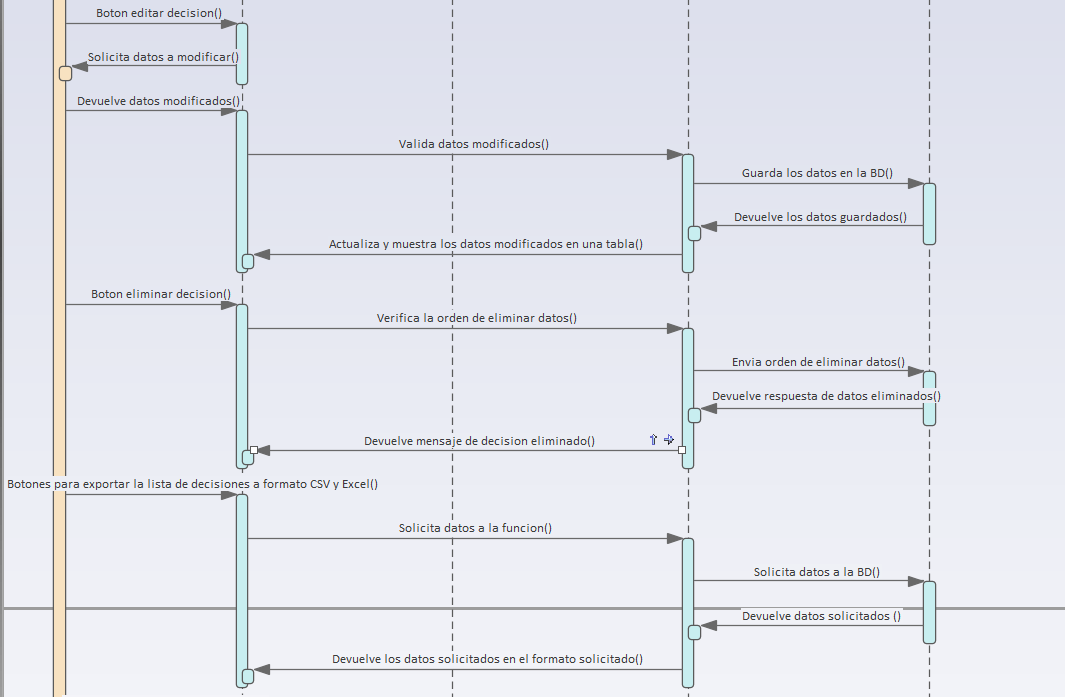 Boton editar decision()
Solicita datos a modificar()
Devuelve datos modificados()
Valida datos modificados()
Guarda los datos en la BD()
Devuelve los datos guardados()
Actualiza y muestra los datos modificados en una tabla()
Boton eliminar decision()
Verifica la orden de eliminar datos()
Envia orden de eliminar datos()
Devuelve respuesta de datos eliminados()
Devuelve mensaje de decision eliminado()
Botones para exportar la lista de decisiones a formato CSV y Excel()
Solicita datos a la funcion()
Solicita datos a la BD()
Devuelve datos solicitados ()
Devuelve los datos solicitados en el formato solicitado()